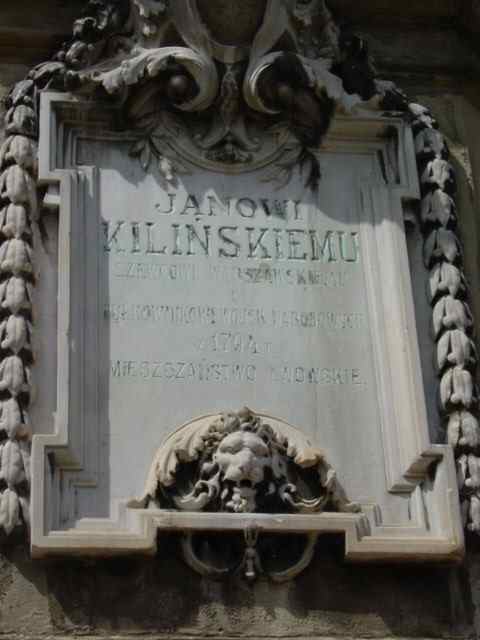 JANOWI
KILIŃSKIEMU
SZEWCOWI WARSZAWSKIEMU
I
PUŁKOWNIKOWI WOJSK NARODOWYCH
Z 1794 r.
MIESZCZAŃSTWO LWOWSKIE.